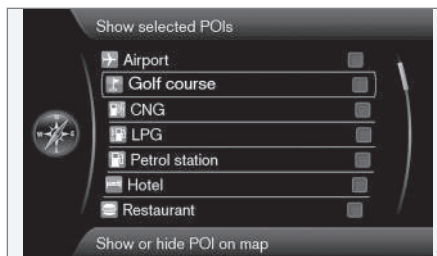 Show selected POIs
Airport
Golf course
CNG
LPG
Petrol station
Hotel
Restaurant
Show or hide POI on map